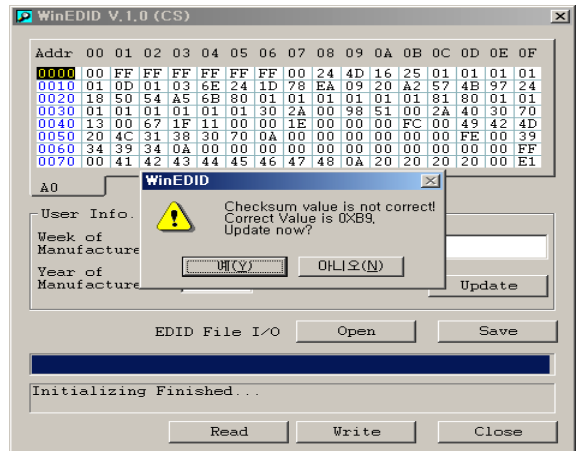 WinEDID V.1.0 (CS)
Addr 00 01 02 03 04 05 06 07 08 09 0A 0B 0C 0D 0E 0F
0000 00 FF FF FF FF FF FF 00 24 4D 16 25 01 01 01 01
0010 01 0D 01 03 6E 24 1D 78 EA 09 20 A2 57 4B 97 24
0020 18 50 54 A5 6B 80 01 01 01 01 01 01 01 81 80 01 01
0030 01 01 01 01 01 01 30 2A 00 98 51 00 2A 40 30 70
0040 13 00 67 1F 11 00 00 1E 00 00 00 FC 00 49 42 4D
0050 20 4C 31 38 30 70 0A 00 00 00 00 00 00 FE 00 39
0060 34 39 34 0A 00 00 00 00 00 00 00 00 00 00 00 FF
0070 00 41 42 43 44 45 46 47 48 0A 20 20 20 20 00 E1
A0
WinEDID
Checksum value is not correct!
Correct Value is 0XB9,
Update now?
예(Y)
아니오(N)
User Info.
Week of
Manufacture
Year of
Manufacture
Update
EDID File I/O
Open
Save
Initializing Finished...
Read
Write
Close